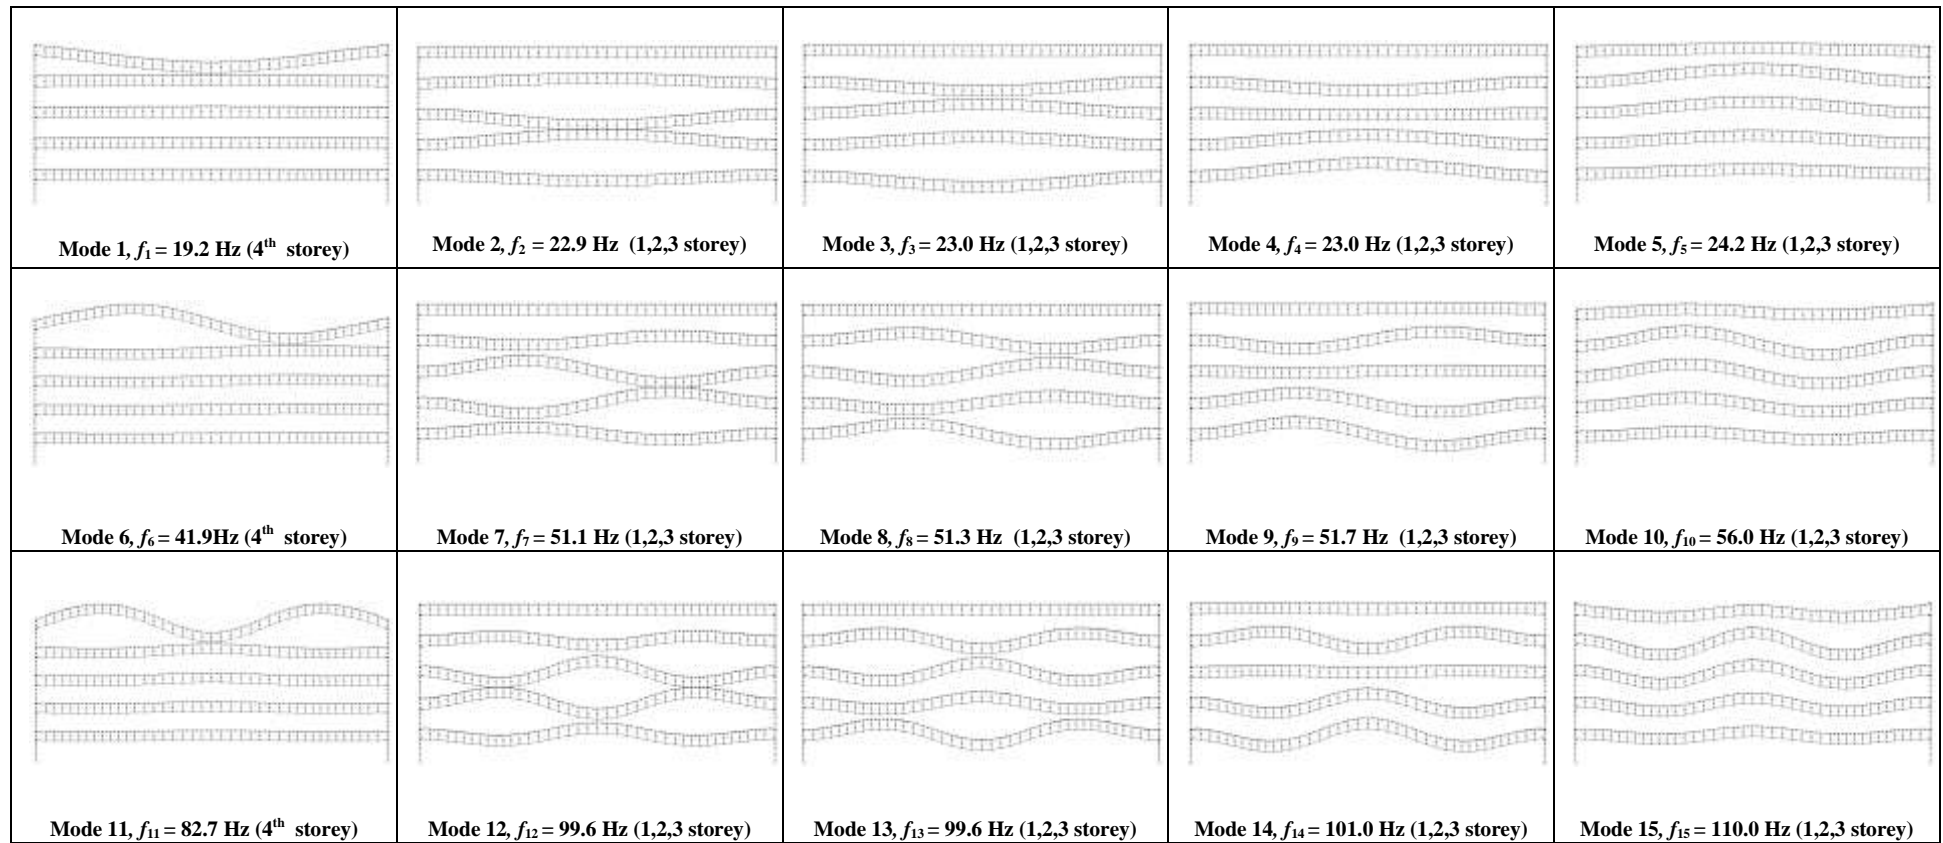 Mode 1, f1 = 19.2 Hz (4th storey)
Mode 2, f2 = 22.9 Hz (1,2,3 storey)
Mode 3, f3 = 23.0 Hz (1,2,3 storey)
Mode 4, f4 = 23.0 Hz (1,2,3 storey)
Mode 5, f5 = 24.2 Hz (1,2,3 storey)
Mode 6, f6 = 41.9Hz (4th storey)
Mode 7, f7 = 51.1 Hz (1,2,3 storey)
Mode 8, f8 = 51.3 Hz (1,2,3 storey)
Mode 9, f9 = 51.7 Hz (1,2,3 storey)
Mode 10, f10 = 56.0 Hz (1,2,3 storey)
Mode 11, f11 = 82.7 Hz (4th storey)
Mode 12, f12 = 99.6 Hz (1,2,3 storey)
Mode 13, f13 = 99.6 Hz (1,2,3 storey)
Mode 14, f14 = 101.0 Hz (1,2,3 storey)
Mode 15, f15 = 110.0 Hz (1,2,3 storey)